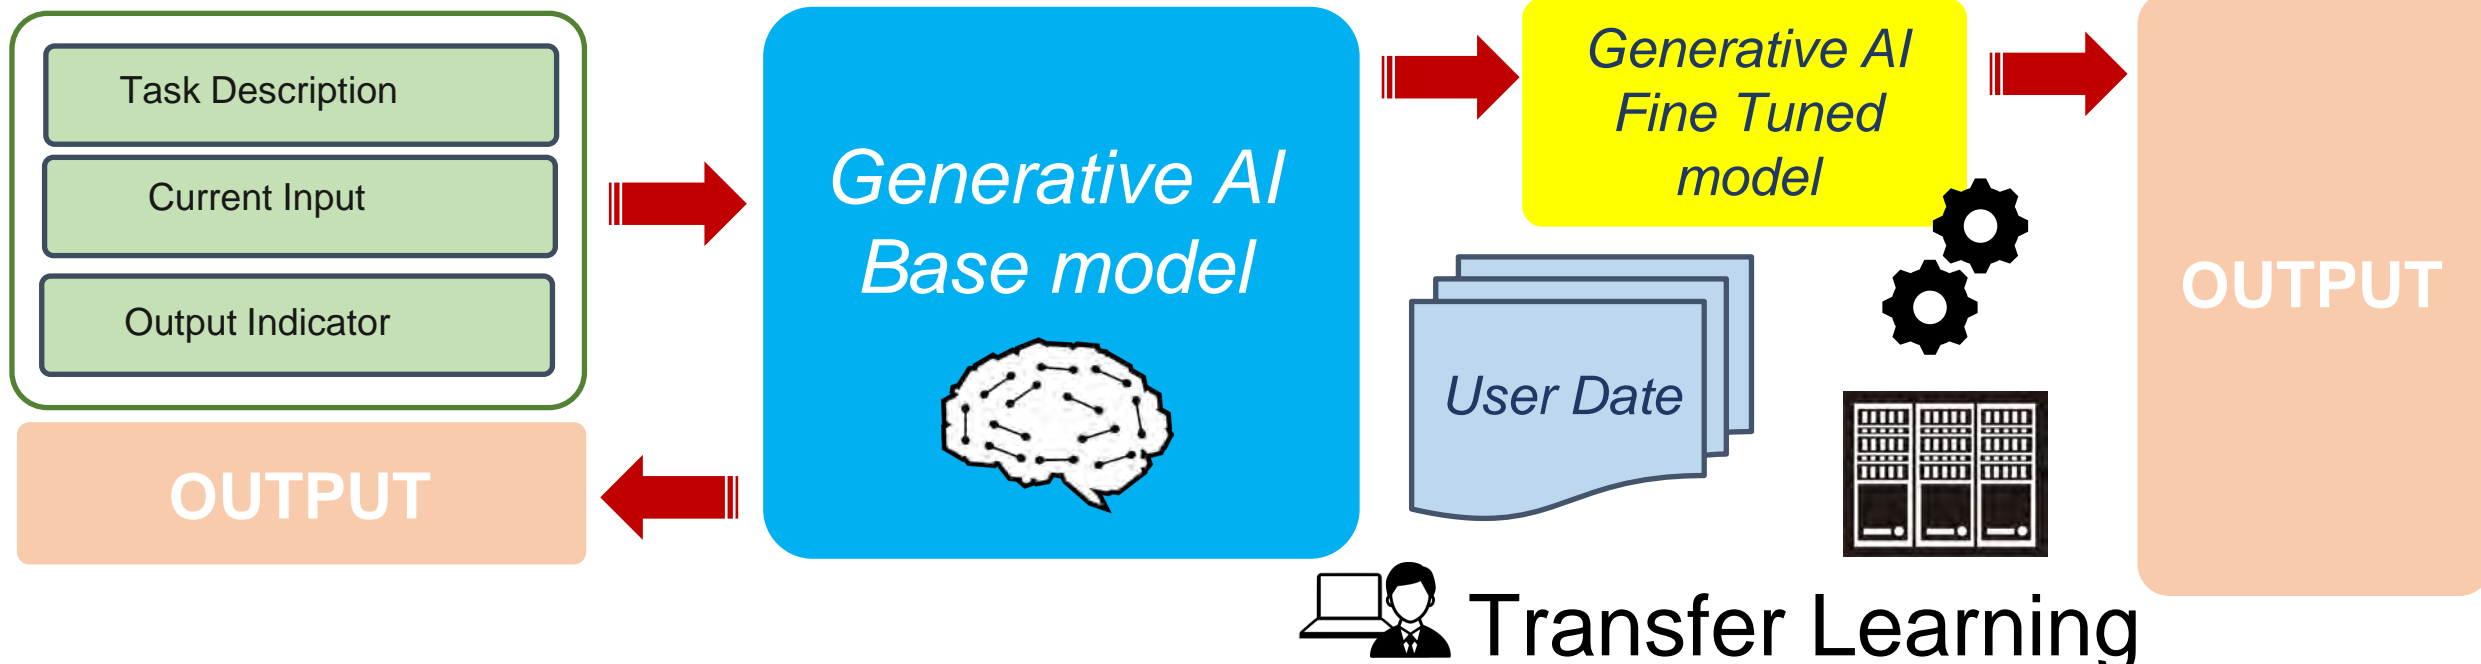 Task Description
Current Input
Output Indicator
OUTPUT
Generative AI
Base model
Generative AI
Fine Tuned
model
User Date
OUTPUT
Transfer Learning